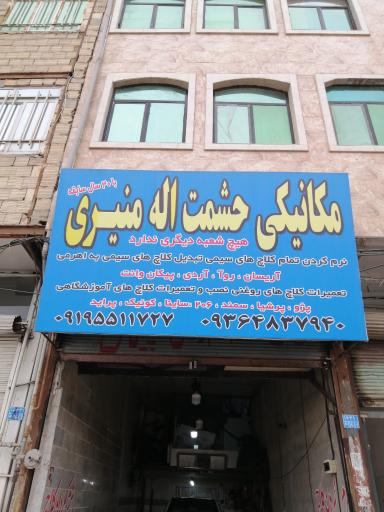 با ۴۰ سال سابقه
مکانیکی حشمت اله منیری
هیچ شعبه دیگری ندارد
نرم کردن تمام کلاچ های سیمی تبدیل کلاچ های سیمی به اهرمی
آریسان ، روآ ، آردی ، پیکان وانت
تعمیرات کلاچ های روغنی نصب و تعمیرات کلاچ های آموزشگاهی
پژو ، پرشیا ، سمند ، ۲۰۶ ، ساینا ، کوئیک ، پراید
۰۹۱۹۵۵۱۱۷۲۷ ۰۹۳۶۴۸۳۷۹۴۰